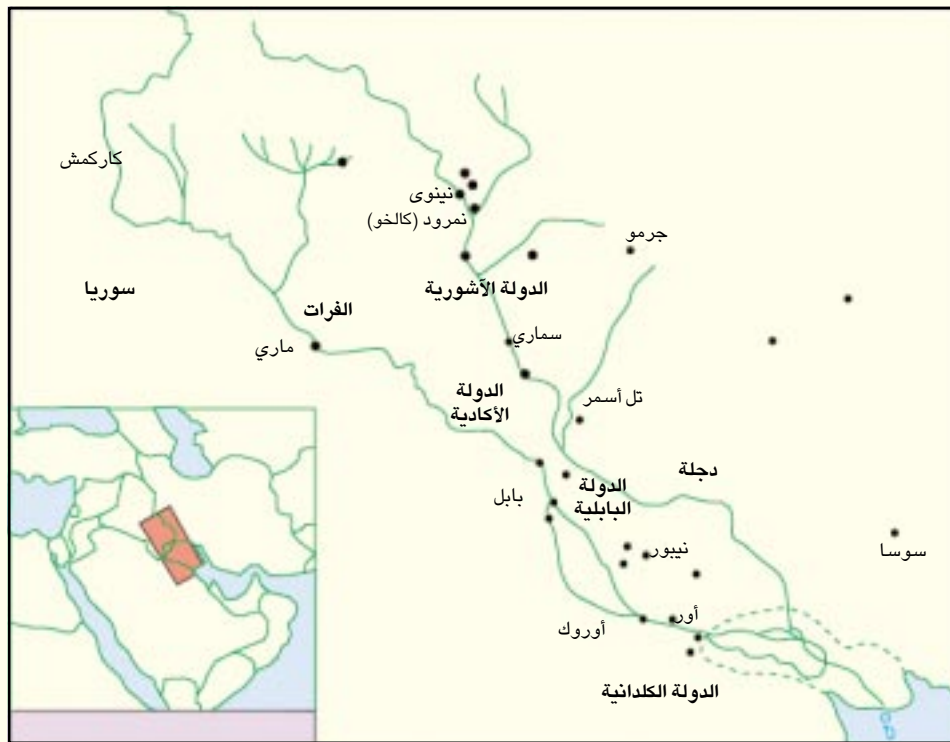 كاركمش
نينوى
نمرود (كالخو)
جرمو
سوريا
الفرات
الدولة الآشورية
ماري
سماري
الدولة
الأكادية
تل أسمر
دجلة
الدولة
البابلية
بابل
نيبور
سوسا
أور
أوروك
الدولة الكلدانية